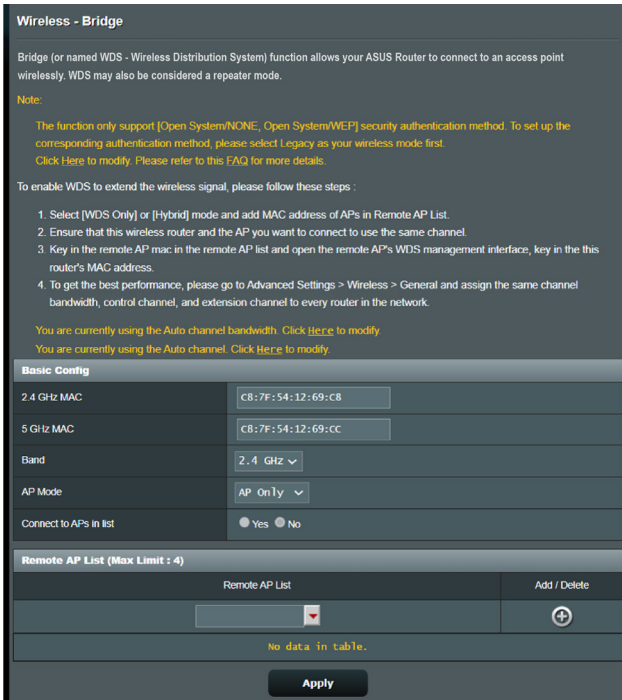 Wireless - Bridge
Bridge (or named WDS - Wireless Distribution System) function allows your ASUS Router to connect to an access point
wirelessly. WDS may also be considered a repeater mode.
Note:
The function only support [Open System/NONE, Open System/WEP] security authentication method. To set up the
corresponding authentication method, please select Legacy as your wireless mode first.
Click Here to modify. Please refer to this FAQ for more details.
To enable WDS to extend the wireless signal, please follow these steps :
1. Select [WDS Only] or [Hybrid] mode and add MAC address of APs in Remote AP List.
2. Ensure that this wireless router and the AP you want to connect to use the same channel.
3. Key in the remote AP mac in the remote AP list and open the remote AP's WDS management interface, key in the this
router's MAC address.
4. To get the best performance, please go to Advanced Settings > Wireless > General and assign the same channel
bandwidth, control channel, and extension channel to every router in the network.
You are currently using the Auto channel bandwidth. Click Here to modify.
You are currently using the Auto channel. Click Here to modify.
Basic Config
2.4 GHz MAC C8:7F:54:12:69:C8
5 GHz MAC C8:7F:54:12:69:CC
Band 2.4 GHz
AP Mode AP Only
Connect to APs in list Yes No
Remote AP List (Max Limit : 4)
Remote AP List Add / Delete
No data in table.
Apply